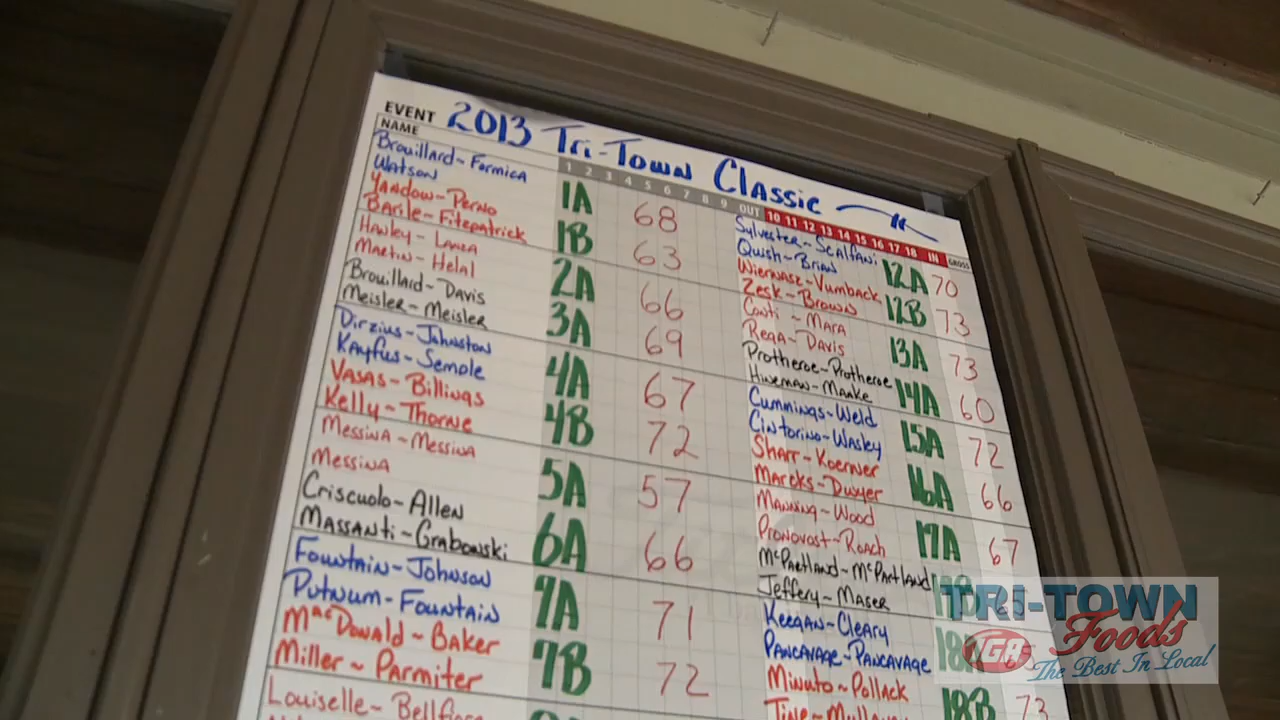 EVENT 2013 Tri-Town Classic
NAME 1 2 3 4 5 6 7 8 9 OUT 10 11 12 13 14 15 16 17 18 IN GROSS
Brouillard-Formica
Watson 1A 68
Yandow-Perno
Barile-Fitzpatrick 1B 63
Hawley-Lanza
Martin-Helal 2A 66
Brouillard-Davis
Meisler-Meisler 3A 69
Dirzius-Johnston
Kayfus-Semple 4A 67
Vasas-Billings
Kelly-Thorne 4B 72
Messina-Messina
Messina 5A 57
Criscuolo-Allen
Massanti-Grabowski 6A 66
Fountain-Johnson
Putnum-Fountain 7A 71
MacDonald-Baker
Miller-Parmiter 7B 72
Louiselle-
Sylvester-Scalfani
Quish-Brian 12A 70
Wierwasz-Vumback
Zesk-Brown 12B 73
Conti-Mara
Rega-Davis 13A 73
Protheroe-Protheroe
Hineman-Manke 14A 60
Cummings-Weld
Cintorino-Wasley 15A 72
Sharr-Koerner
Marcks-Dwyer 16A 66
Manning-Wood
Pronovost-Roach 17A 67
McPartland-McPartland
Jeffery-Maser
Keegan-Cleary
Pancavage-Pancavage
Minuto-Pollack
18B 73
TRI-TOWN
Foods
IGA
The Best In Local